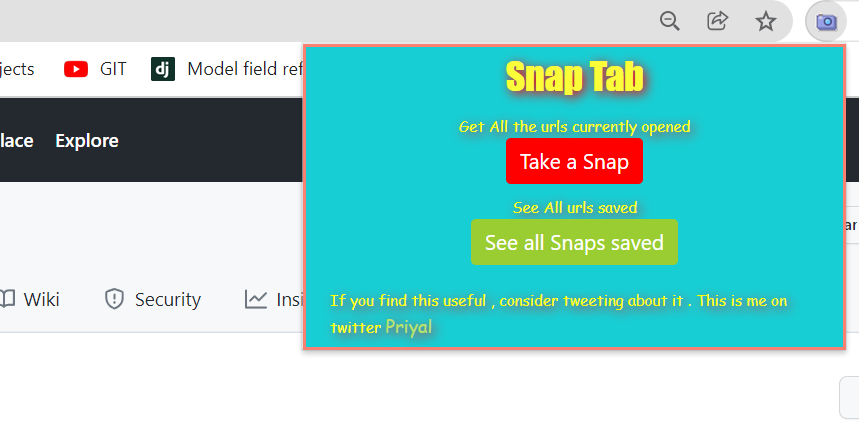 jects GIT dj Model field ref
lace Explore
Snap Tab
Get All the urls currently opened
Take a Snap
See All urls saved
See all Snaps saved
If you find this useful , consider tweeting about it . This is me on
twitter Priyal
ar
Wiki Security Insi